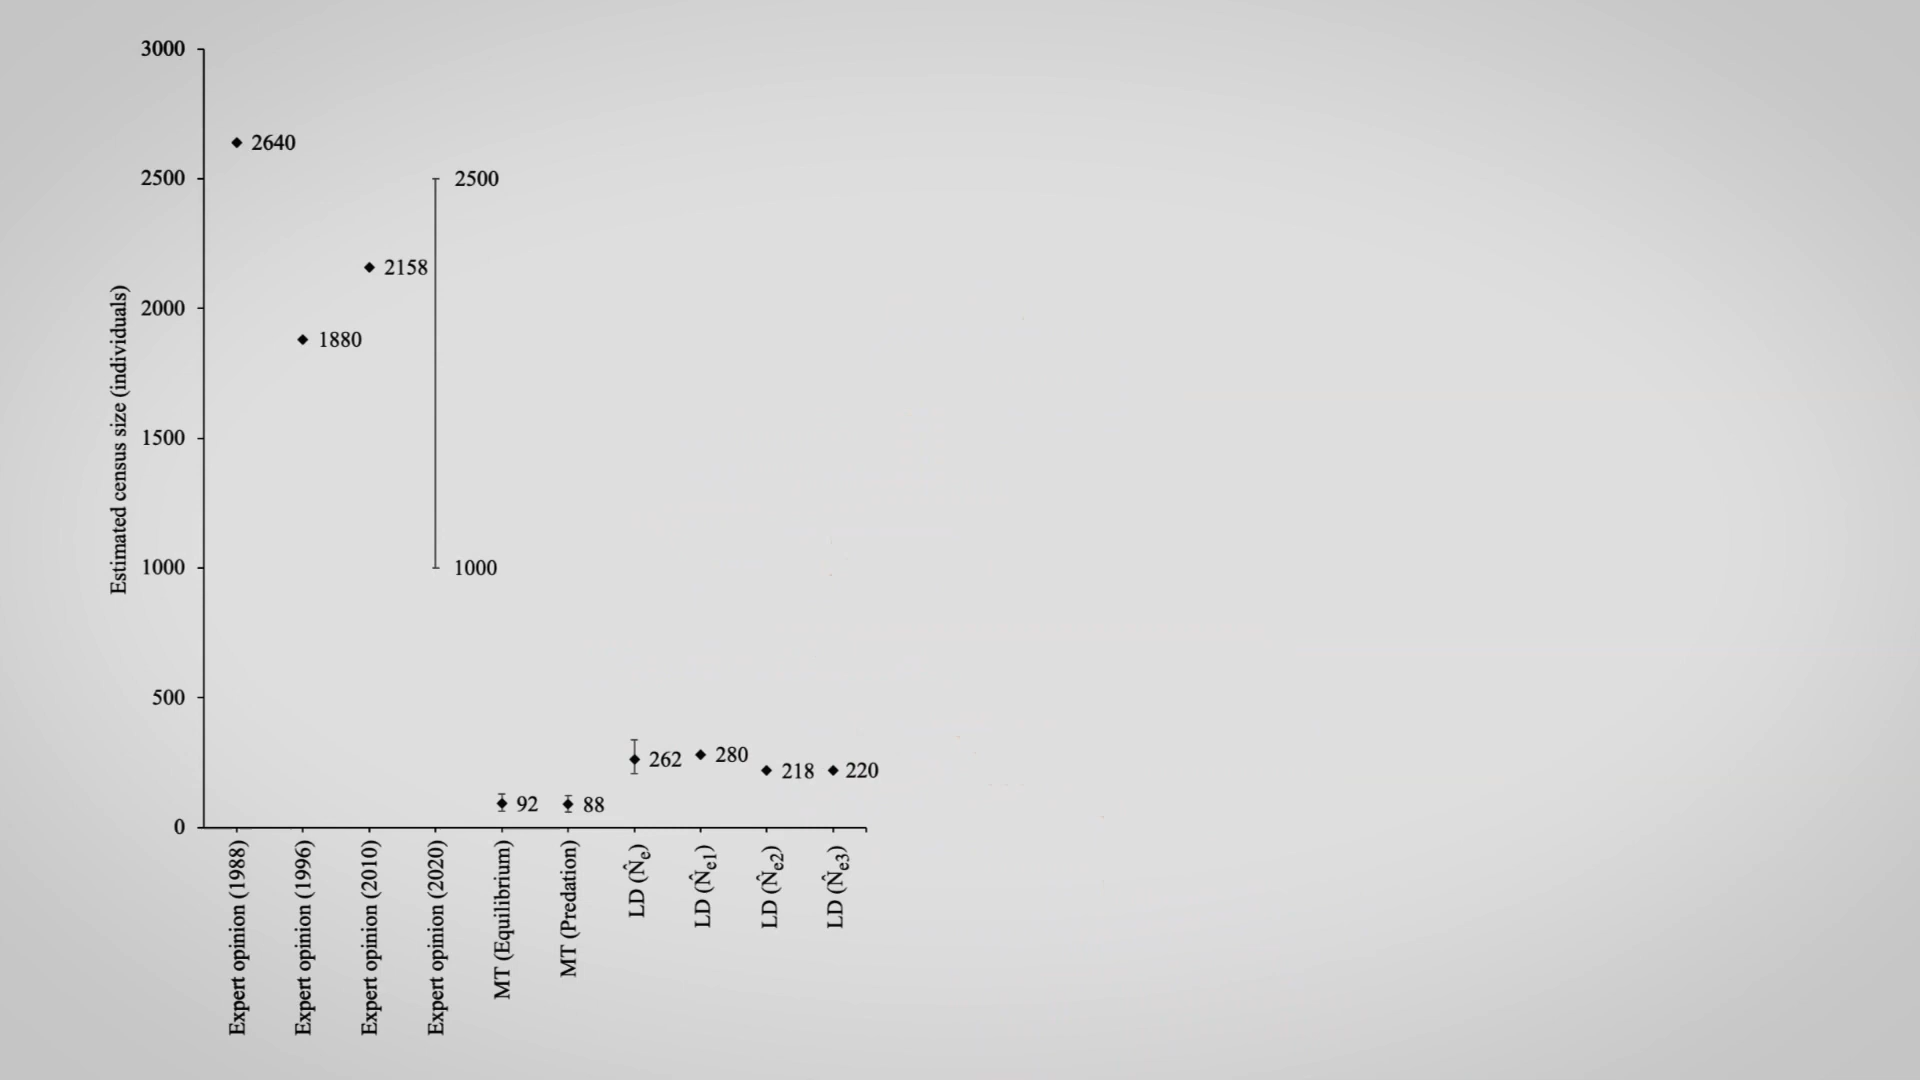 Estimated census size (individuals)
3000
2500
2000
1500
1000
500
0
2640
1880
2158
2500
1000
92
88
262
280
218
220
Expert opinion (1988)
Expert opinion (1996)
Expert opinion (2010)
Expert opinion (2020)
MT (Equilibrium)
MT (Predation)
LD (N̂e)
LD (N̂e1)
LD (N̂e2)
LD (N̂e3)